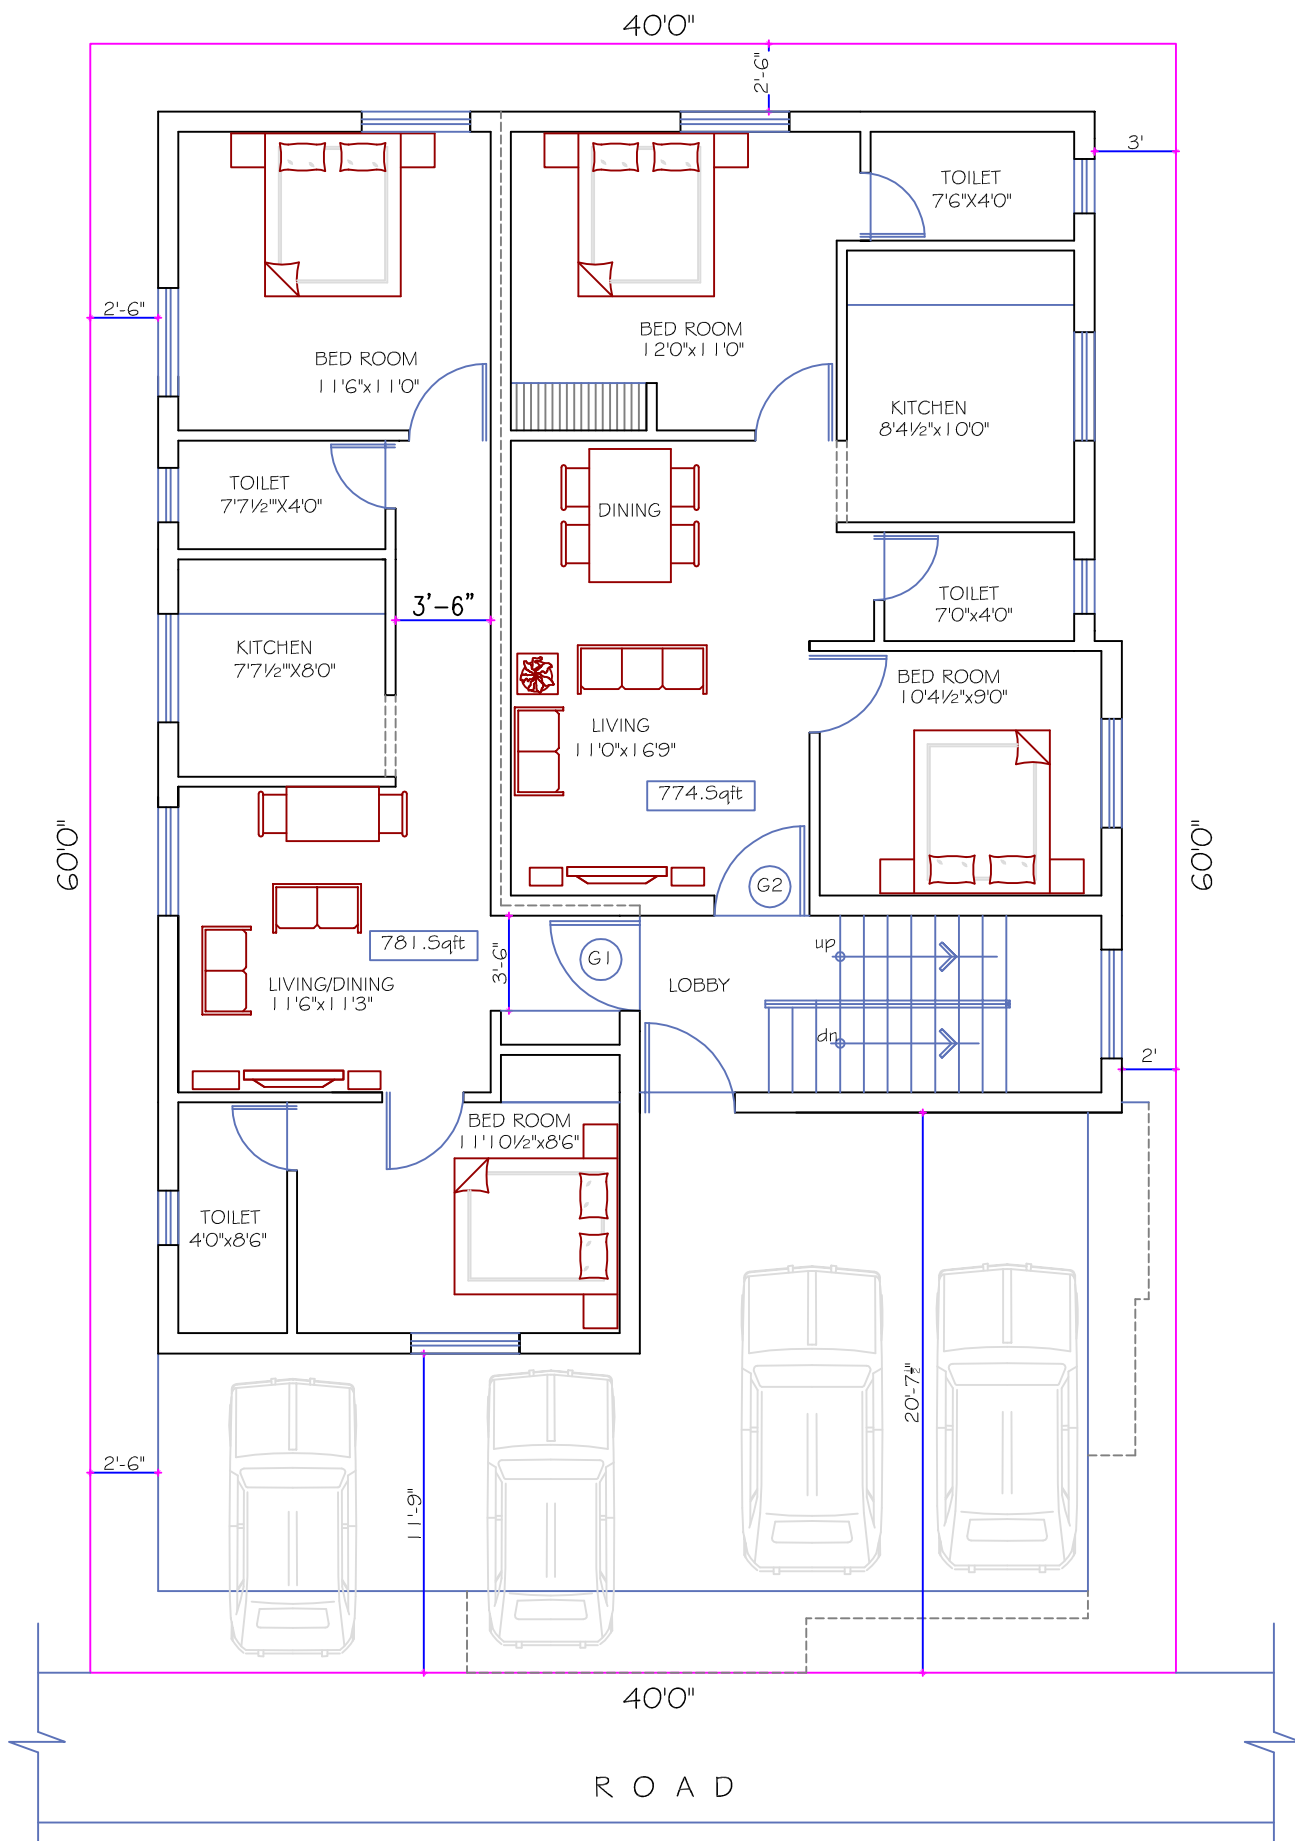 40'0"
2'-6"
3'
TOILET
7'6"X4'0"
2'-6"
BED ROOM
12'0"x11'0"
BED ROOM
11'6"x11'0"
KITCHEN
8'4½"x10'0"
TOILET
7'7½"'X4'0"
DINING
3'-6"
TOILET
7'0"x4'0"
KITCHEN
7'7½"'X8'0"
BED ROOM
10'4½"x9'0"
LIVING
11'0"x16'9"
774.Sqft
60'0"
60'0"
G2
781.Sqft
3'-6"
G1
up
LOBBY
LIVING/DINING
11'6"x11'3"
dn
2'
BED ROOM
11'10½"x8'6"
TOILET
4'0"x8'6"
20'-7½"
2'-6"
11'-9"
40'0"
ROAD